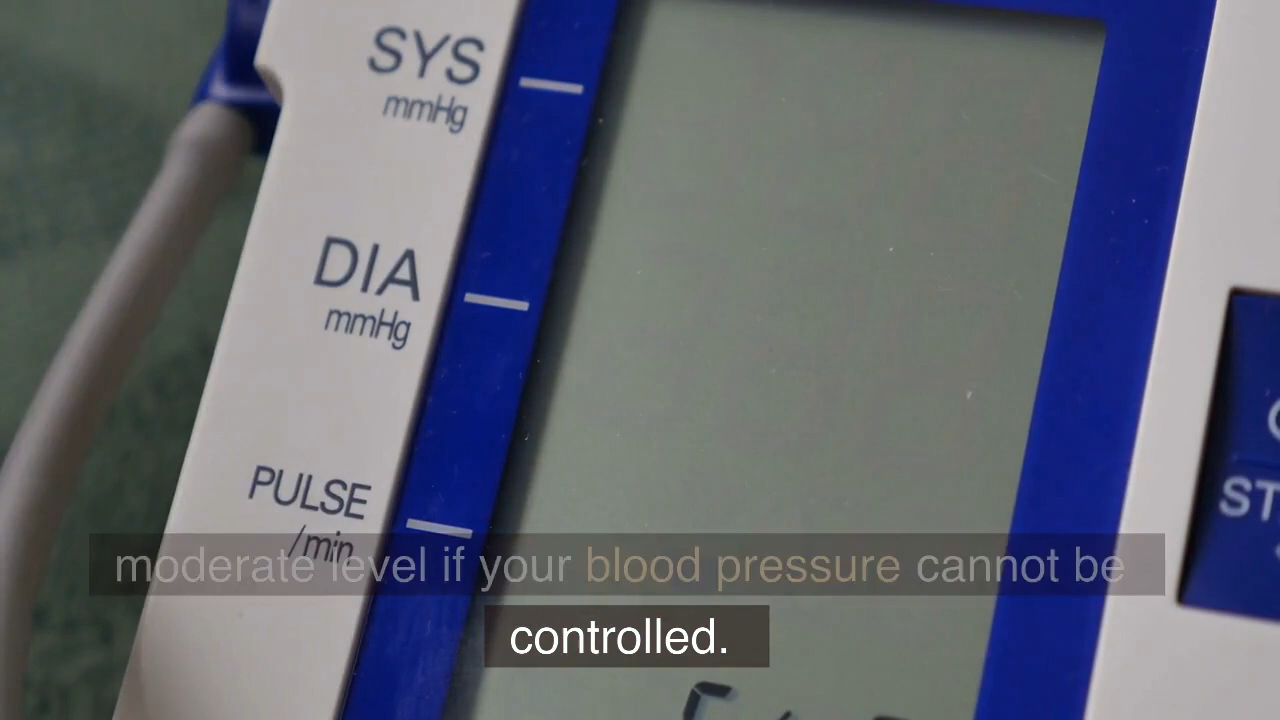 SYS
mmHg
DIA
mmHg
PULSE
/min
moderate level if your blood pressure cannot be
controlled.